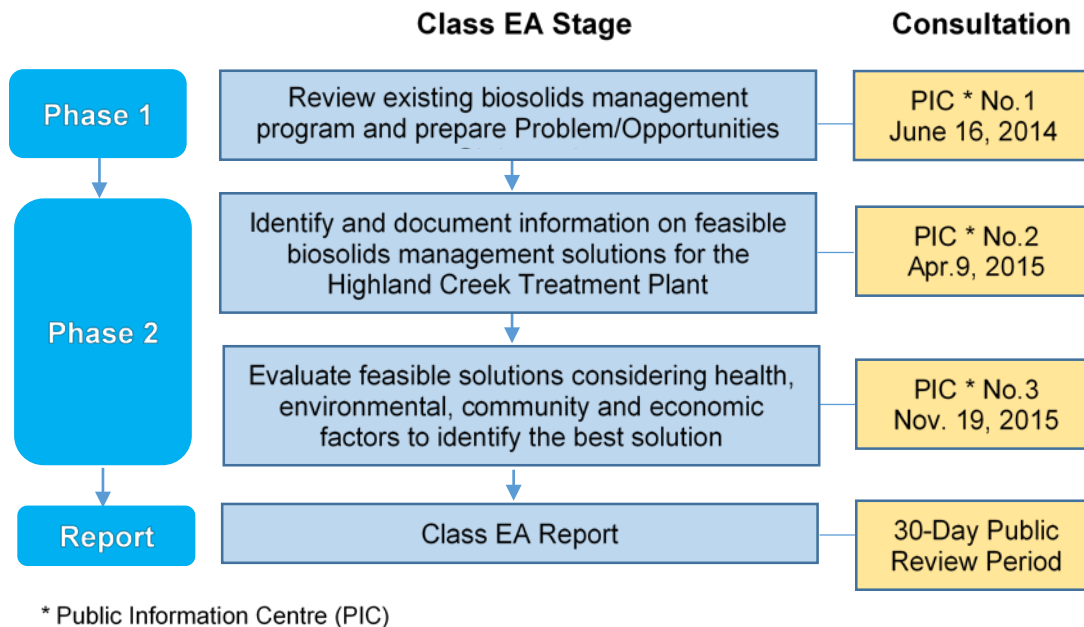 Class EA Stage
Consultation
Phase 1
Review existing biosolids management
program and prepare Problem/Opportunities
PIC * No.1
June 16, 2014
Phase 2
Identify and document information on feasible
biosolids management solutions for the
Highland Creek Treatment Plant
PIC * No.2
Apr.9, 2015
Evaluate feasible solutions considering health,
environmental, community and economic
factors to identify the best solution
PIC * No.3
Nov. 19, 2015
Report
Class EA Report
30-Day Public
Review Period
* Public Information Centre (PIC)